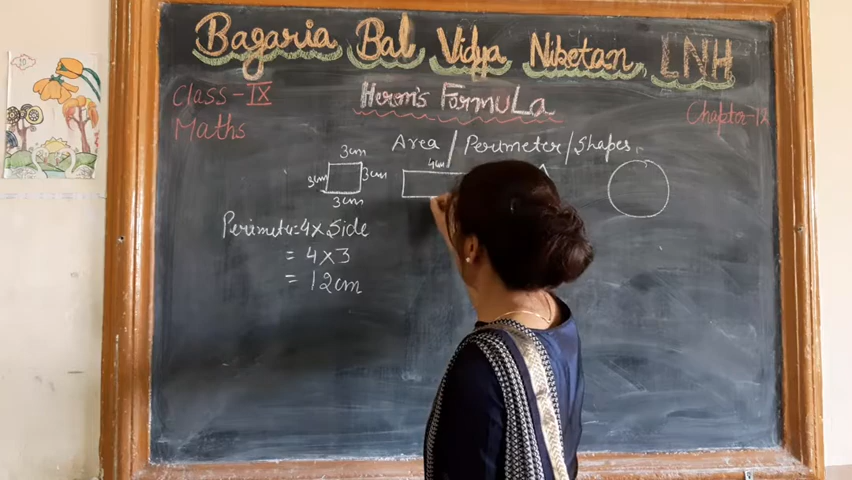 Bagaria Bal Vidya Niketan, LNH
Class-IX
Heron's Formula
Chapter-12
Maths
Area / Perimeter / Shapes
3cm
4cm
3cm
3cm
3cm
Perimeter = 4 x Side
= 4 x 3
= 12cm